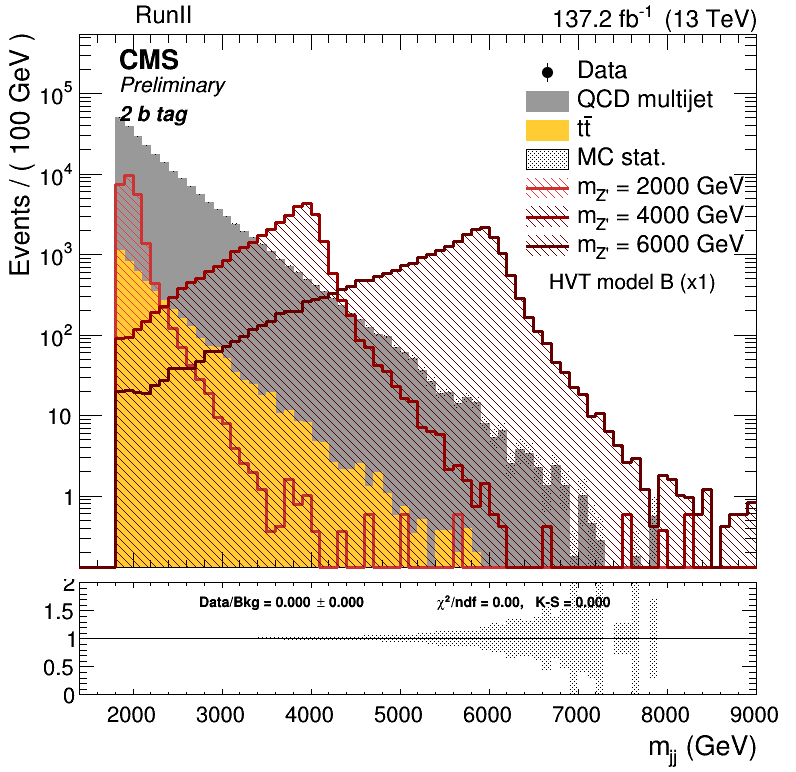 RunII 137.2 fb⁻¹ (13 TeV)
CMS
Preliminary
2 b tag
Data
QCD multijet
tt̄
MC stat.
m_Z' = 2000 GeV
m_Z' = 4000 GeV
m_Z' = 6000 GeV
HVT model B (x1)
Events / ( 100 GeV )
10⁵
10⁴
10³
10²
10
1
2
1.5
1
0.5
0
Data/Bkg = 0.000 ± 0.000 χ²/ndf = 0.00, K-S = 0.000
2000 3000 4000 5000 6000 7000 8000 9000
m_jj (GeV)